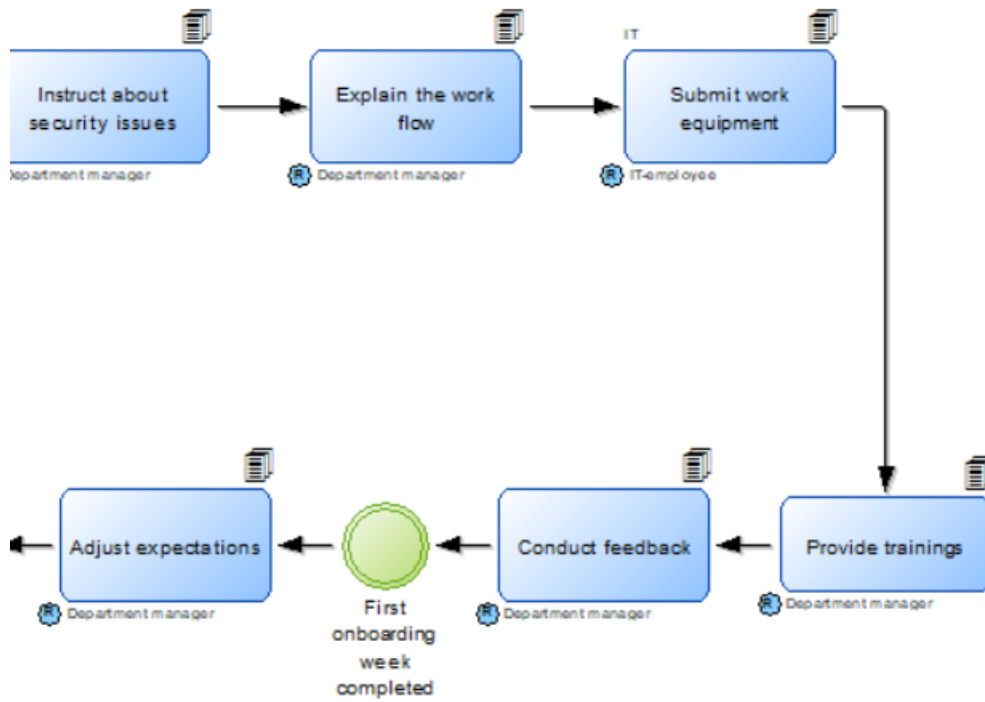 IT
Instruct about
security issues
Explain the work
flow
Submit work
equipment
Department manager
R Department manager
R IT-employee
Adjust expectations
Conduct feedback
Provide trainings
R Department manager
First
onboarding
week
completed
R Department manager
R Department manager